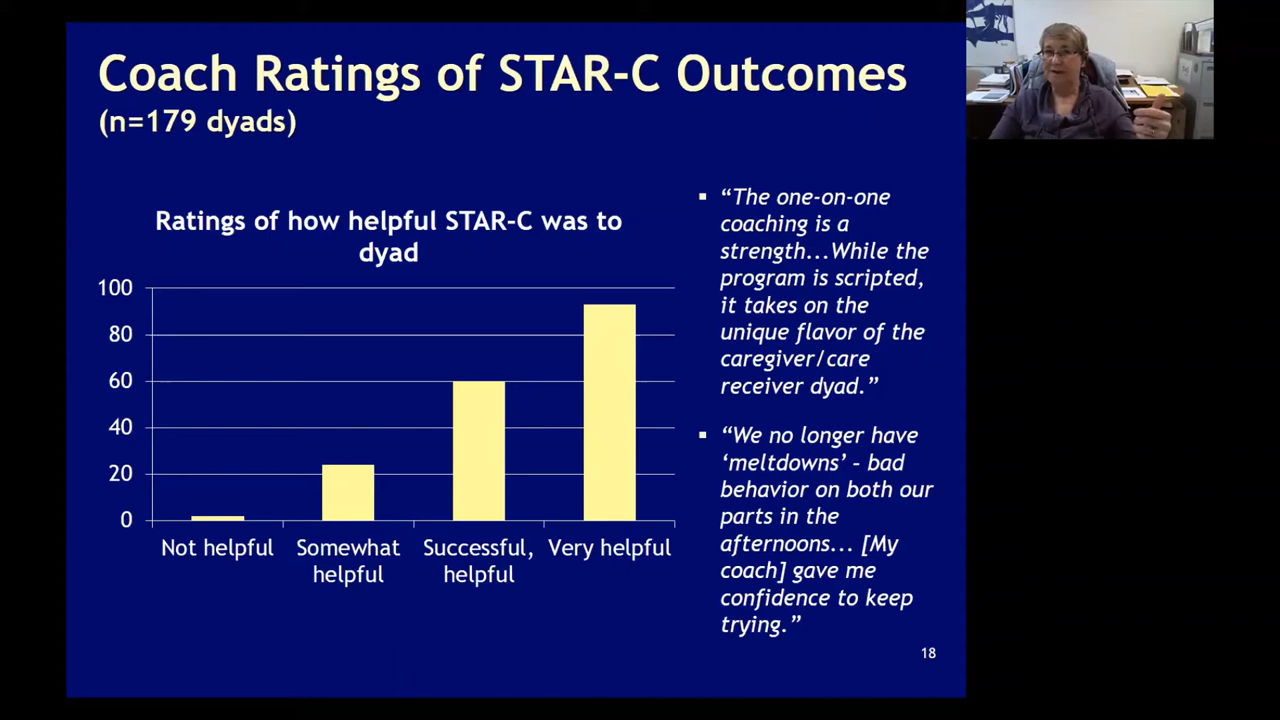 Coach Ratings of STAR-C Outcomes
(n=179 dyads)
Ratings of how helpful STAR-C was to
dyad
100
80
60
40
20
0
Not helpful
Somewhat
helpful
Successful,
helpful
Very helpful
▪ “The one-on-one
coaching is a
strength...While the
program is scripted,
it takes on the
unique flavor of the
caregiver/care
receiver dyad.”
▪ “We no longer have
‘meltdowns’ – bad
behavior on both our
parts in the
afternoons... [My
coach] gave me
confidence to keep
trying.”
18